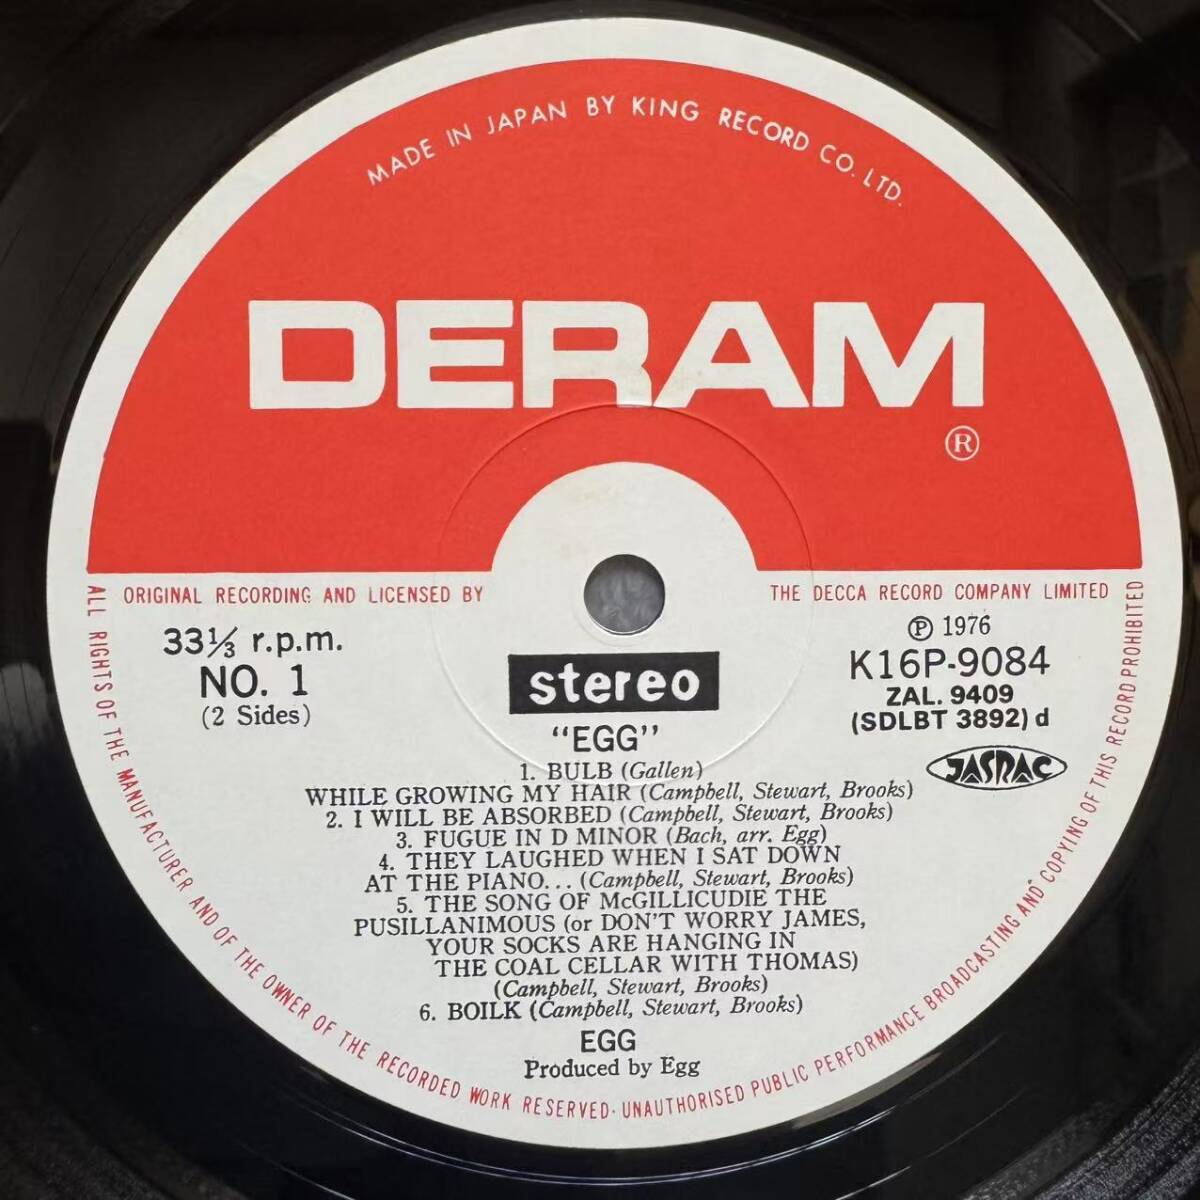 MADE IN JAPAN BY KING RECORD CO. LTD.
DERAM
®
ORIGINAL RECORDING AND LICENSED BY THE DECCA RECORD COMPANY LIMITED
33⅓ r.p.m.
NO. 1
(2 Sides)
stereo
℗ 1976
K16P-9084
ZAL. 9409
(SDLBT 3892) d
JASRAC
"EGG"
1. BULB (Gallen)
WHILE GROWING MY HAIR (Campbell, Stewart, Brooks)
2. I WILL BE ABSORBED (Campbell, Stewart, Brooks)
3. FUGUE IN D MINOR (Bach, arr. Egg)
4. THEY LAUGHED WHEN I SAT DOWN
AT THE PIANO... (Campbell, Stewart, Brooks)
5. THE SONG OF McGILLICUDIE THE
PUSILLANIMOUS (or DON'T WORRY JAMES,
YOUR SOCKS ARE HANGING IN
THE COAL CELLAR WITH THOMAS)
(Campbell, Stewart, Brooks)
6. BOILK (Campbell, Stewart, Brooks)
EGG
Produced by Egg
ALL RIGHTS OF THE MANUFACTURER AND OF THE OWNER OF THE RECORDED WORK RESERVED· UNAUTHORISED PUBLIC PERFORMANCE BROADCASTING AND COPYING OF THIS RECORD PROHIBITED